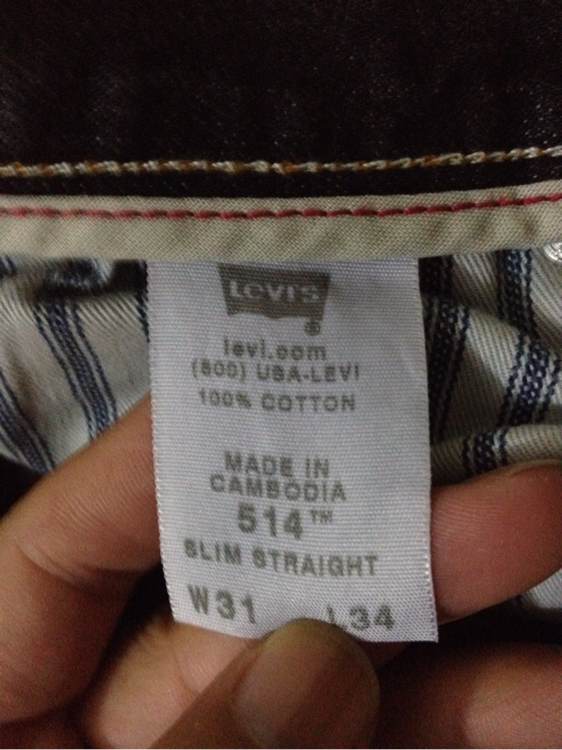 Levi's
®
levi.com
(800) USA-LEVI
100% COTTON
MADE IN
CAMBODIA
514™
SLIM STRAIGHT
W31 L34